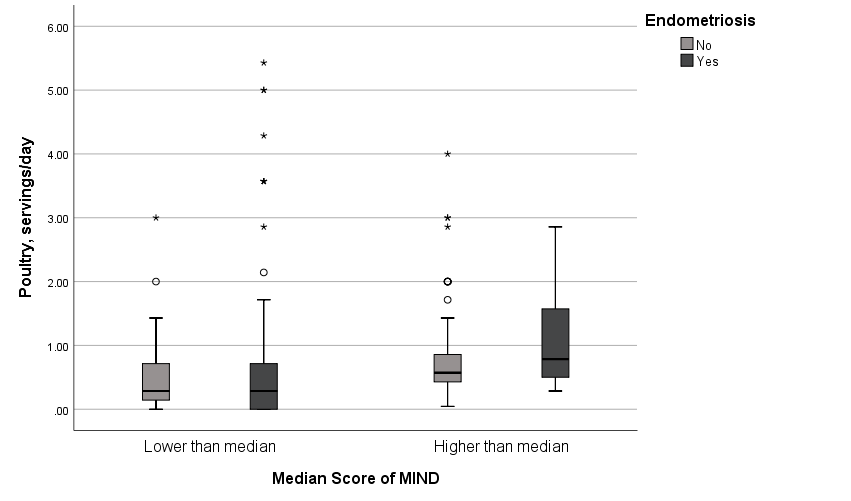 Endometriosis
No
Yes
6.00
5.00
4.00
3.00
2.00
1.00
.00
Poultry, servings/day
Lower than median
Higher than median
Median Score of MIND